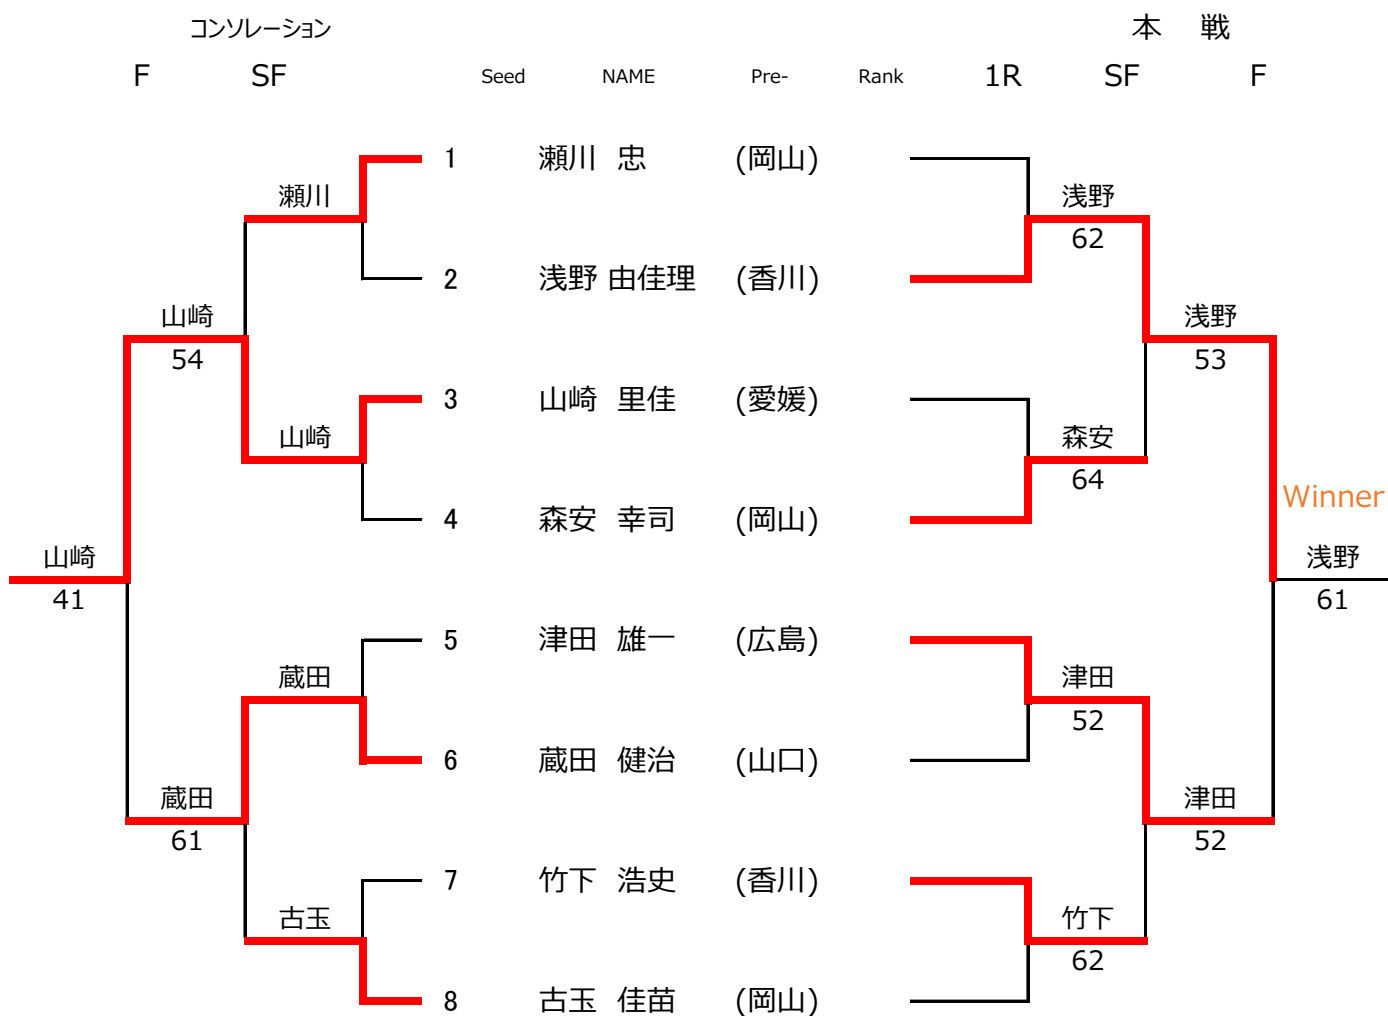 コンソレーション 本 戦
F SF Seed NAME Pre- Rank 1R SF F
1 瀬川 忠 (岡山)
瀬川 浅野
62
2 浅野 由佳理 (香川)
山崎 浅野
54 53
3 山崎 里佳 (愛媛)
山崎 森安
64
Winner
4 森安 幸司 (岡山)
山崎 浅野
41 61
5 津田 雄一 (広島)
蔵田 津田
52
6 蔵田 健治 (山口)
蔵田 津田
61 52
7 竹下 浩史 (香川)
古玉 竹下
62
8 古玉 佳苗 (岡山)